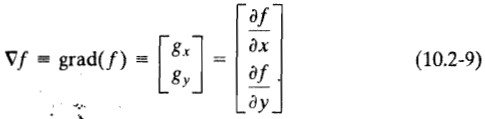 ∇f ≡ grad(f) ≡ [g_x g_y] = [∂f/∂x ∂f/∂y] (10.2-9)